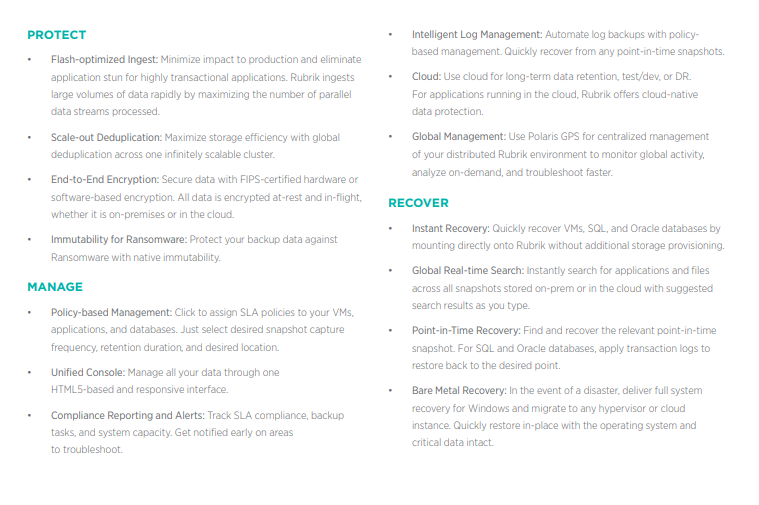 PROTECT
• Flash-optimized Ingest: Minimize impact to production and eliminate
application stun for highly transactional applications. Rubrik ingests
large volumes of data rapidly by maximizing the number of parallel
data streams processed.
• Scale-out Deduplication: Maximize storage efficiency with global
deduplication across one infinitely scalable cluster.
• End-to-End Encryption: Secure data with FIPS-certified hardware or
software-based encryption. All data is encrypted at-rest and in-flight,
whether it is on-premises or in the cloud.
• Immutability for Ransomware: Protect your backup data against
Ransomware with native immutability.
MANAGE
• Policy-based Management: Click to assign SLA policies to your VMs,
applications, and databases. Just select desired snapshot capture
frequency, retention duration, and desired location.
• Unified Console: Manage all your data through one
HTML5-based and responsive interface.
• Compliance Reporting and Alerts: Track SLA compliance, backup
tasks, and system capacity. Get notified early on areas
to troubleshoot.
• Intelligent Log Management: Automate log backups with policy-
based management. Quickly recover from any point-in-time snapshots.
• Cloud: Use cloud for long-term data retention, test/dev, or DR.
For applications running in the cloud, Rubrik offers cloud-native
data protection.
• Global Management: Use Polaris GPS for centralized management
of your distributed Rubrik environment to monitor global activity,
analyze on-demand, and troubleshoot faster.
RECOVER
• Instant Recovery: Quickly recover VMs, SQL, and Oracle databases by
mounting directly onto Rubrik without additional storage provisioning.
• Global Real-time Search: Instantly search for applications and files
across all snapshots stored on-prem or in the cloud with suggested
search results as you type.
• Point-in-Time Recovery: Find and recover the relevant point-in-time
snapshot. For SQL and Oracle databases, apply transaction logs to
restore back to the desired point.
• Bare Metal Recovery: In the event of a disaster, deliver full system
recovery for Windows and migrate to any hypervisor or cloud
instance. Quickly restore in-place with the operating system and
critical data intact.